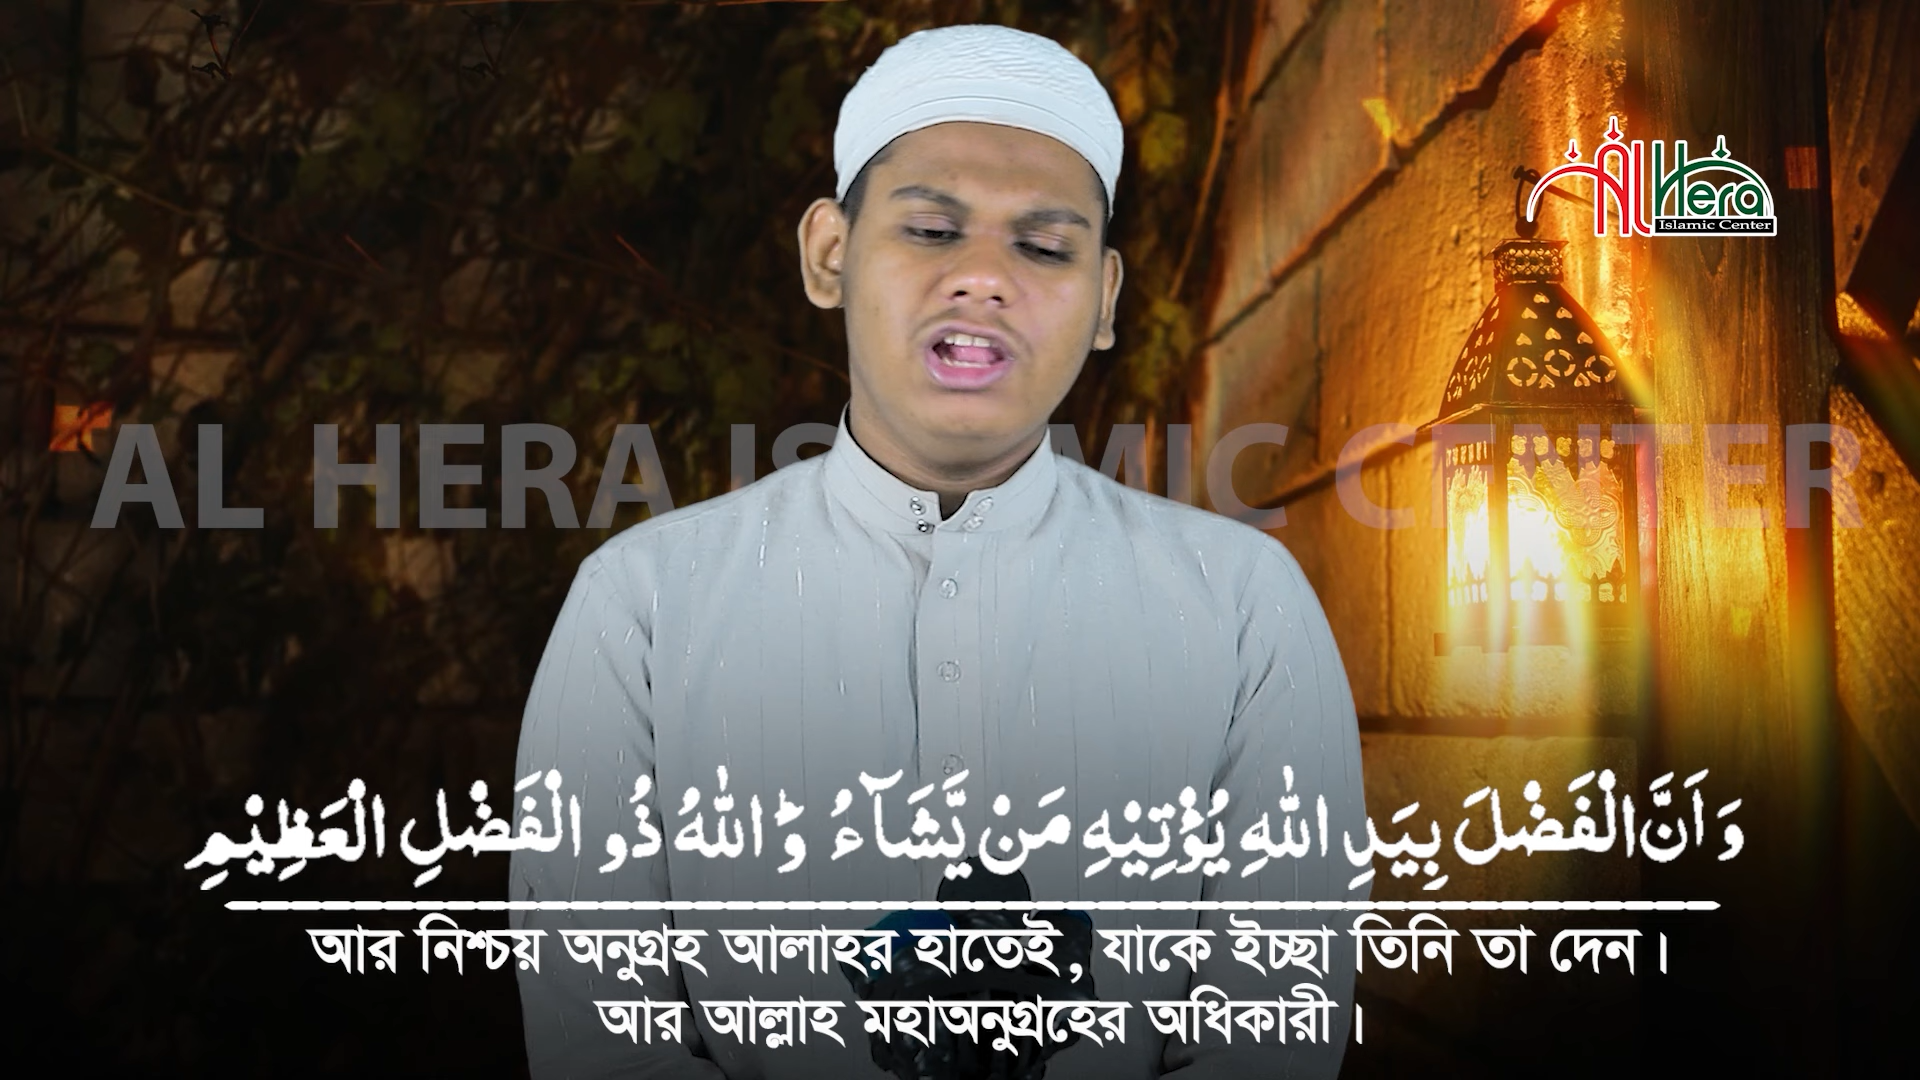 Al Hera
Islamic Center
AL HERA ISLAMIC CENTER
وَاَنَّ الْفَضْلَ بِيَدِ اللّٰهِ يُؤْتِيْهِ مَنْ يَّشَآءُ ؕ وَاللّٰهُ ذُو الْفَضْلِ الْعَظِيْمِ
আর নিশ্চয় অনুগ্রহ আলাহর হাতেই, যাকে ইচ্ছা তিনি তা দেন।
আর আল্লাহ মহাঅনুগ্রহের অধিকারী।